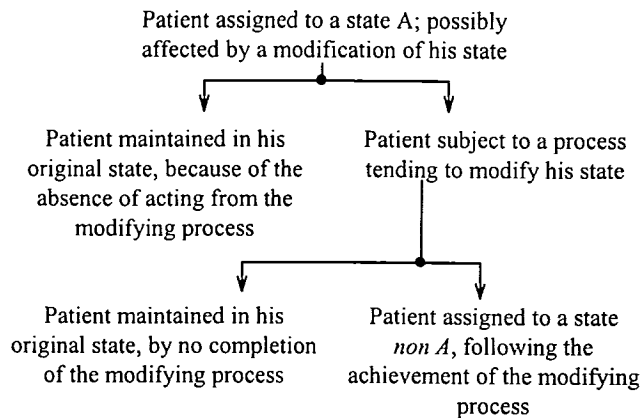 Patient assigned to a state A; possibly
affected by a modification of his state
Patient maintained in his
original state, because of the
absence of acting from the
modifying process
Patient subject to a process
tending to modify his state
Patient maintained in his
original state, by no completion
of the modifying process
Patient assigned to a state
non A, following the
achievement of the modifying
process